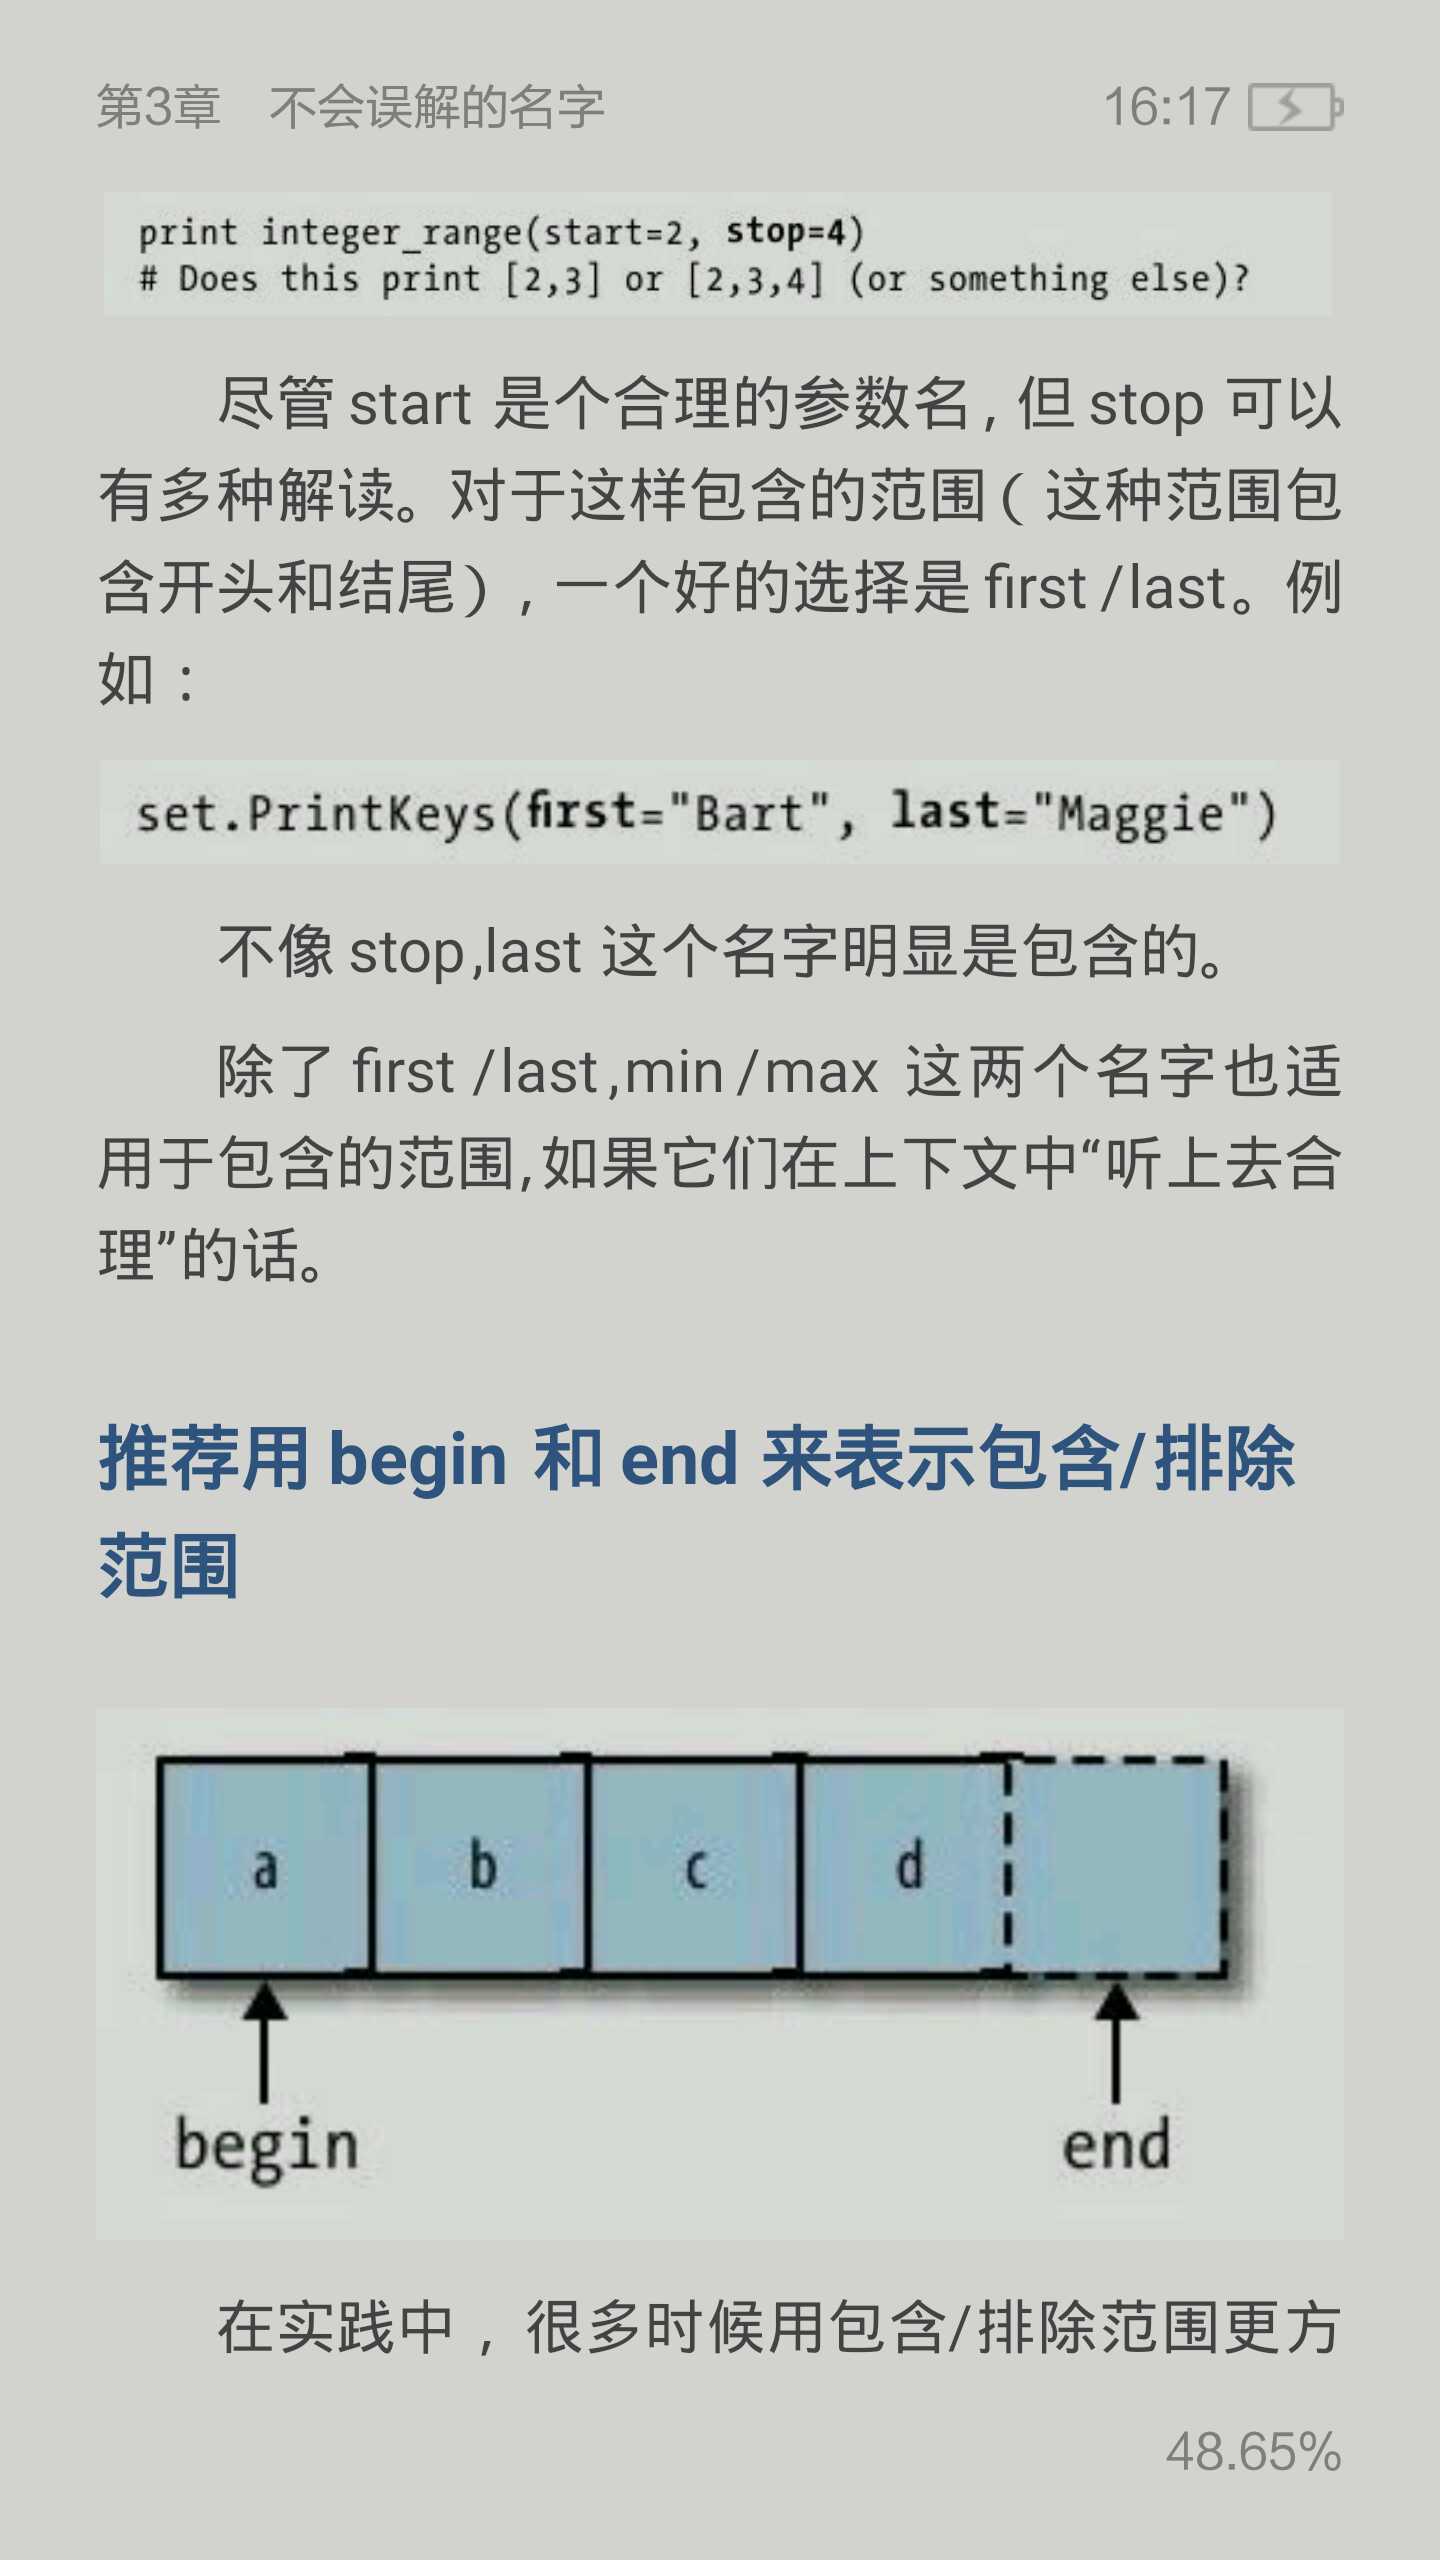 第3章　不会误解的名字
16:17
print integer_range(start=2, stop=4)
# Does this print [2,3] or [2,3,4] (or something else)?
尽管 start 是个合理的参数名，但 stop 可以
有多种解读。对于这样包含的范围（这种范围包
含开头和结尾），一个好的选择是 first /last。例
如：
set.PrintKeys(first="Bart", last="Maggie")
不像 stop,last 这个名字明显是包含的。
除了 first /last,min /max 这两个名字也适
用于包含的范围,如果它们在上下文中“听上去合
理”的话。
推荐用 begin 和 end 来表示包含/排除
范围
a b c d
begin end
在实践中，很多时候用包含/排除范围更方
48.65%